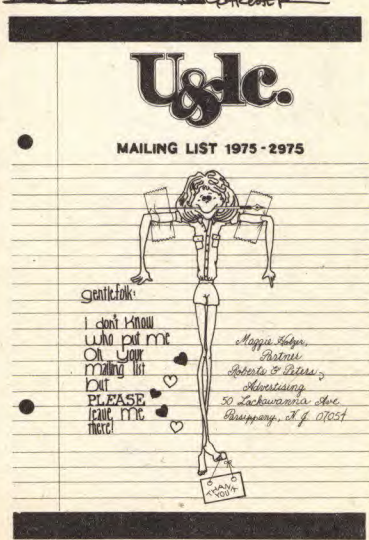 U&lc.
MAILING LIST 1975-2975
gentlefolk:
i don't know
who put me
on your
mailing list
but
PLEASE
leave me
there!
Maggie
Partner
Roberts & Peters,
Advertising
50 Lackawanna Ave
Parsippany, N.J. 07054
THANK
YOU